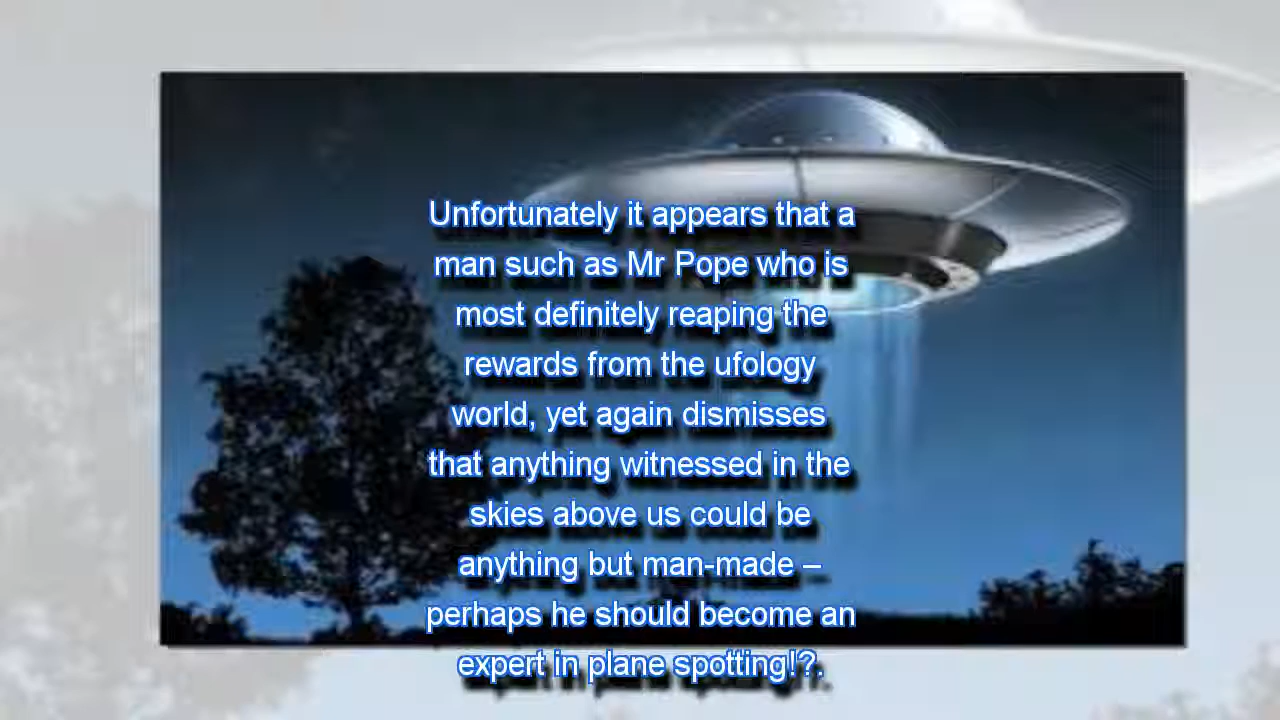 Unfortunately it appears that a
man such as Mr Pope who is
most definitely reaping the
rewards from the ufology
world, yet again dismisses
that anything witnessed in the
skies above us could be
anything but man-made –
perhaps he should become an
expert in plane spotting!?.